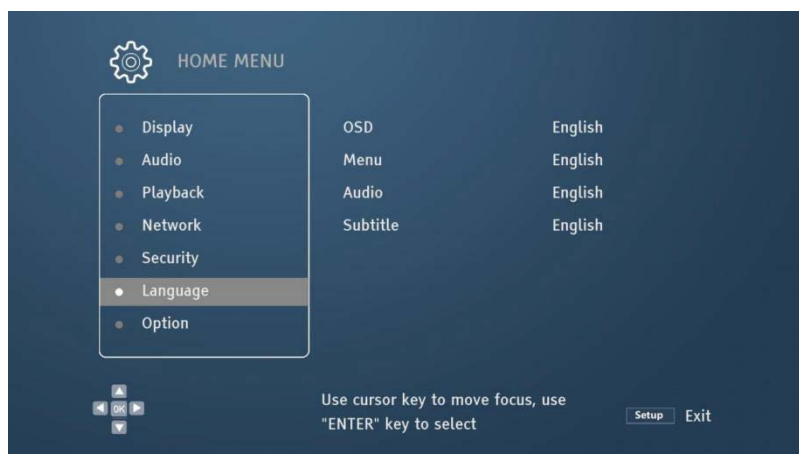 HOME MENU
Display
Audio
Playback
Network
Security
Language
Option
OSD English
Menu English
Audio English
Subtitle English
OK
Use cursor key to move focus, use
"ENTER" key to select
Setup Exit